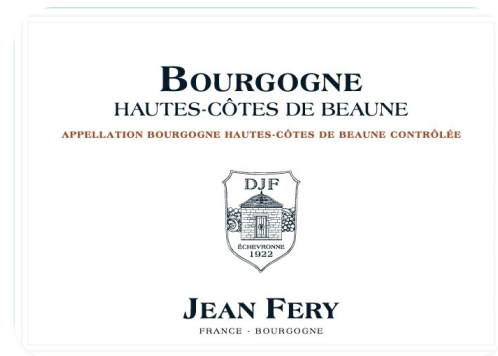 BOURGOGNE
HAUTES-CÔTES DE BEAUNE
APPELLATION BOURGOGNE HAUTES-CÔTES DE BEAUNE CONTRÔLÉE
DJF
ÉCHEVRONNE
1922
JEAN FERY
FRANCE - BOURGOGNE